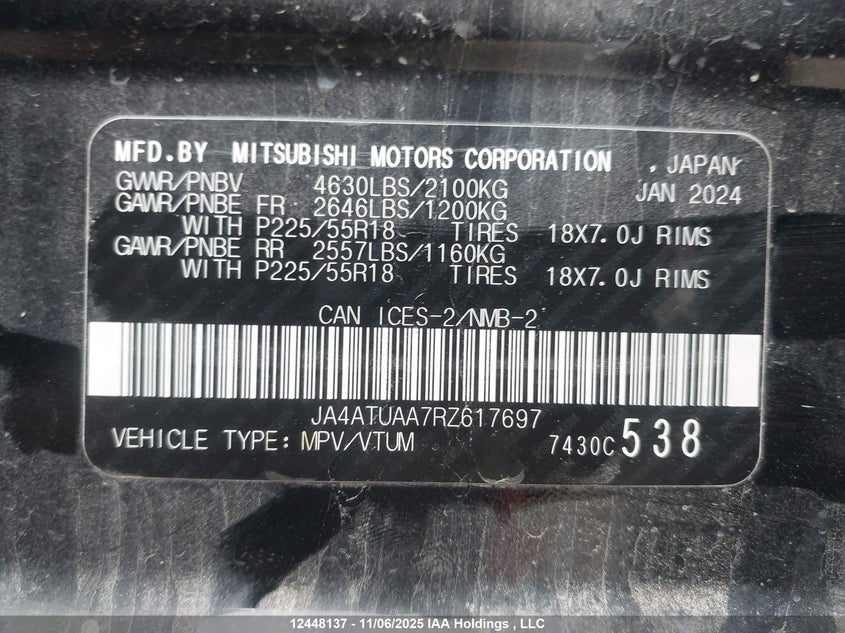 MFD.BY MITSUBISHI MOTORS CORPORATION , JAPAN
GVWR/PNBV 4630LBS/2100KG JAN 2024
GAWR/PNBE FR 2646LBS/1200KG
WITH P225/55R18 TIRES 18X7.0J RIMS
GAWR/PNBE RR 2557LBS/1160KG
WITH P225/55R18 TIRES 18X7.0J RIMS
CAN ICES-2/NMB-2
JA4ATUAA7RZ617697
VEHICLE TYPE: MPV/VTUM 7430C 538
12448137 - 11/06/2025 IAA Holdings , LLC